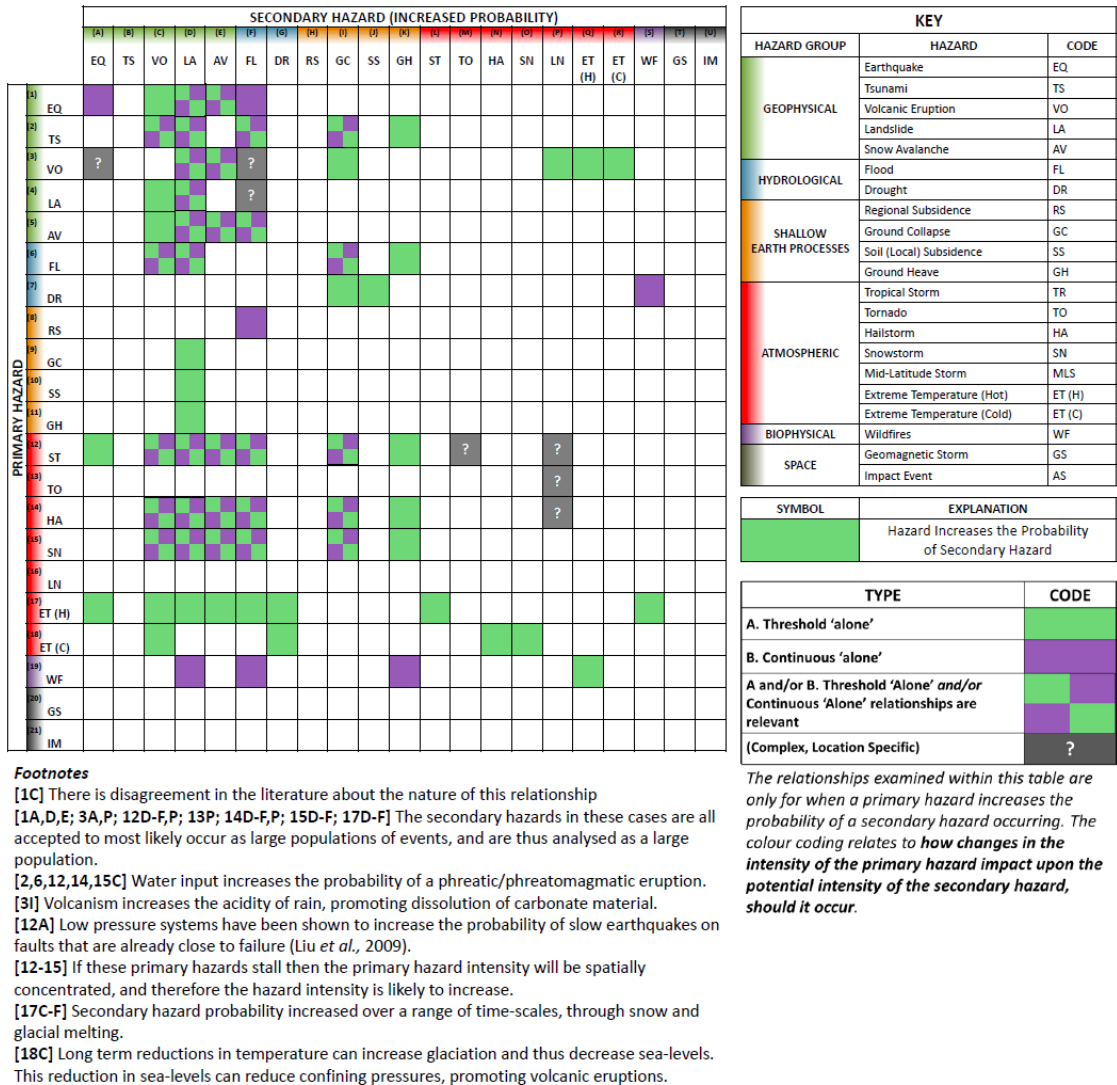 SECONDARY HAZARD (INCREASED PROBABILITY)
[A] [B] [C] [D] [E] [F] [G] [H] [I] [J] [K] [L] [M] [N] [O] [P] [Q] [R] [S] [T] [U]
EQ TS VO LA AV FL DR RS GC SS GH ST TO HA SN LN ET (H) ET (C) WF GS IM
PRIMARY HAZARD
[1] EQ
[2] TS
[3] VO ? ?
[4] LA ?
[5] AV
[6] FL
[7] DR
[8] RS
[9] GC
[10] SS
[11] GH
[12] ST ? ?
[13] TO ?
[14] HA ?
[15] SN
[16] LN
[17] ET (H)
[18] ET (C)
[19] WF
[20] GS
[21] IM
KEY
HAZARD GROUP HAZARD CODE
GEOPHYSICAL
Earthquake EQ
Tsunami TS
Volcanic Eruption VO
Landslide LA
Snow Avalanche AV
HYDROLOGICAL
Flood FL
Drought DR
SHALLOW
EARTH PROCESSES
Regional Subsidence RS
Ground Collapse GC
Soil (Local) Subsidence SS
Ground Heave GH
ATMOSPHERIC
Tropical Storm TR
Tornado TO
Hailstorm HA
Snowstorm SN
Mid-Latitude Storm MLS
Extreme Temperature (Hot) ET (H)
Extreme Temperature (Cold) ET (C)
BIOPHYSICAL Wildfires WF
SPACE
Geomagnetic Storm GS
Impact Event AS
SYMBOL EXPLANATION
Hazard Increases the Probability
of Secondary Hazard
TYPE CODE
A. Threshold ‘alone’
B. Continuous ‘alone’
A and/or B. Threshold ‘Alone’ and/or
Continuous ‘Alone’ relationships are
relevant
(Complex, Location Specific) ?
The relationships examined within this table are
only for when a primary hazard increases the
probability of a secondary hazard occurring. The
colour coding relates to how changes in the
intensity of the primary hazard impact upon the
potential intensity of the secondary hazard,
should it occur.
Footnotes
[1C] There is disagreement in the literature about the nature of this relationship
[1A,D,E; 3A,P; 12D-F,P; 13P; 14D-F,P; 15D-F; 17D-F] The secondary hazards in these cases are all
accepted to most likely occur as large populations of events, and are thus analysed as a large
population.
[2,6,12,14,15C] Water input increases the probability of a phreatic/phreatomagmatic eruption.
[3I] Volcanism increases the acidity of rain, promoting dissolution of carbonate material.
[12A] Low pressure systems have been shown to increase the probability of slow earthquakes on
faults that are already close to failure (Liu et al., 2009).
[12-15] If these primary hazards stall then the primary hazard intensity will be spatially
concentrated, and therefore the hazard intensity is likely to increase.
[17C-F] Secondary hazard probability increased over a range of time-scales, through snow and
glacial melting.
[18C] Long term reductions in temperature can increase glaciation and thus decrease sea-levels.
This reduction in sea-levels can reduce confining pressures, promoting volcanic eruptions.